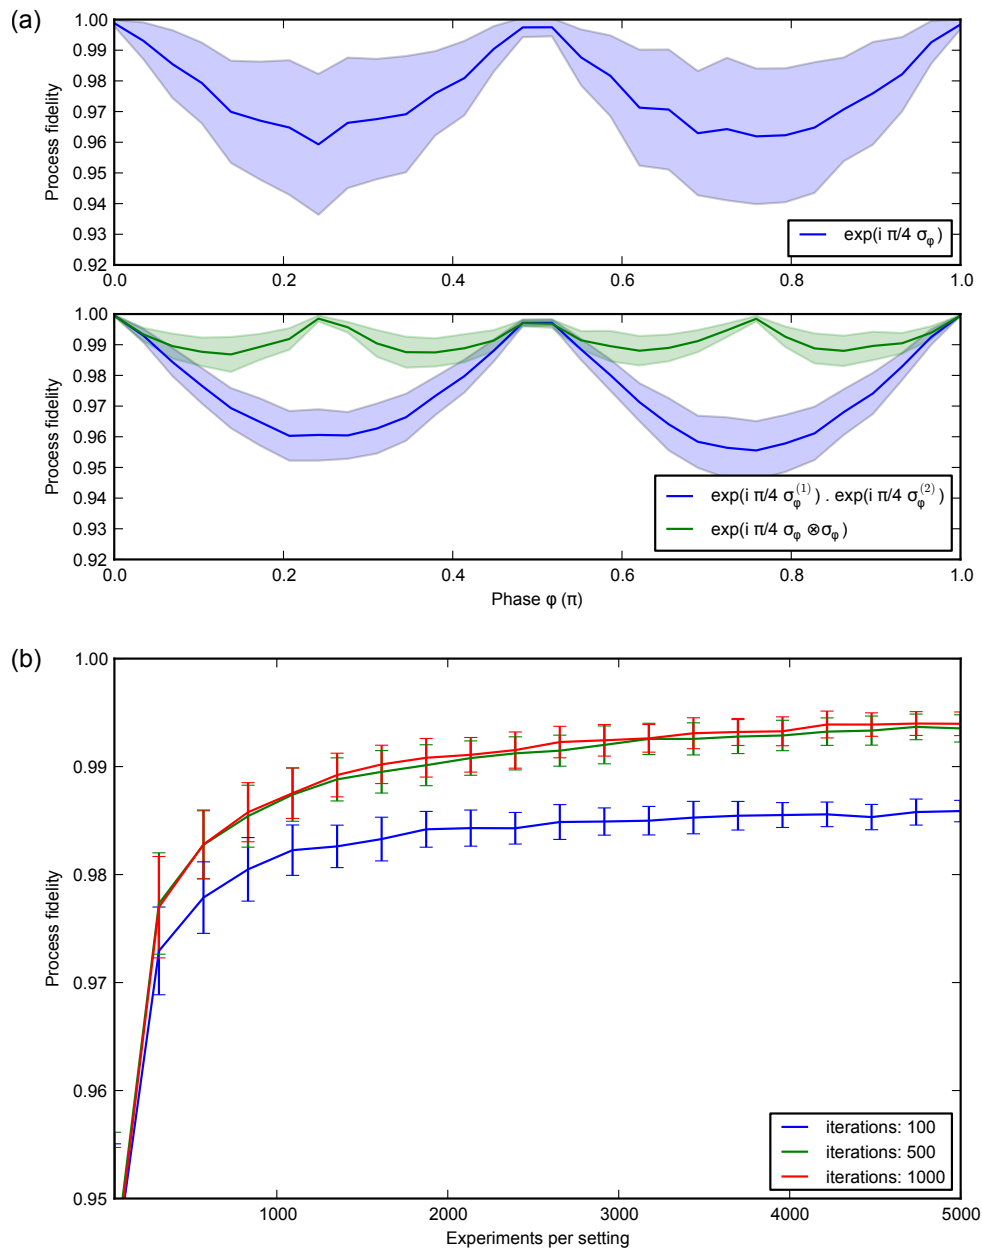 (a)
1.00
0.99
0.98
0.97
0.96
0.95
0.94
0.93
0.92
Process fidelity
exp(i π/4 σφ)
0.0 0.2 0.4 0.6 0.8 1.0
1.00
0.99
0.98
0.97
0.96
0.95
0.94
0.93
0.92
Process fidelity
exp(i π/4 σφ(1)) . exp(i π/4 σφ(2))
exp(i π/4 σφ ⊗σφ)
0.0 0.2 0.4 0.6 0.8 1.0
Phase φ (π)
(b)
1.00
0.99
0.98
0.97
0.96
0.95
Process fidelity
iterations: 100
iterations: 500
iterations: 1000
1000 2000 3000 4000 5000
Experiments per setting